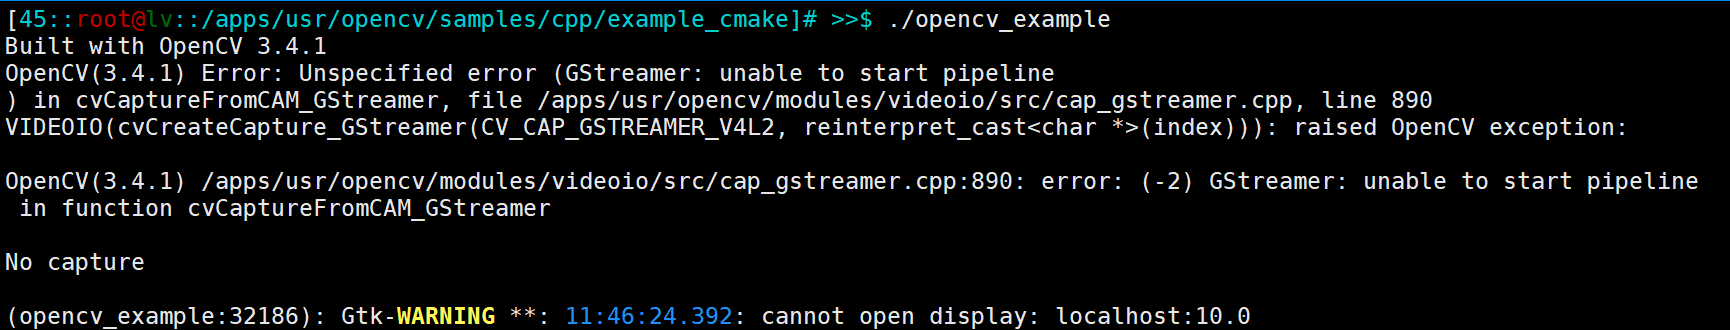 [45::root@lv::/apps/usr/opencv/samples/cpp/example_cmake]# >>$ ./opencv_example
Built with OpenCV 3.4.1
OpenCV(3.4.1) Error: Unspecified error (GStreamer: unable to start pipeline
) in cvCaptureFromCAM_GStreamer, file /apps/usr/opencv/modules/videoio/src/cap_gstreamer.cpp, line 890
VIDEOIO(cvCreateCapture_GStreamer(CV_CAP_GSTREAMER_V4L2, reinterpret_cast<char *>(index))): raised OpenCV exception:
OpenCV(3.4.1) /apps/usr/opencv/modules/videoio/src/cap_gstreamer.cpp:890: error: (-2) GStreamer: unable to start pipeline
 in function cvCaptureFromCAM_GStreamer
No capture
(opencv_example:32186): Gtk-WARNING **: 11:46:24.392: cannot open display: localhost:10.0